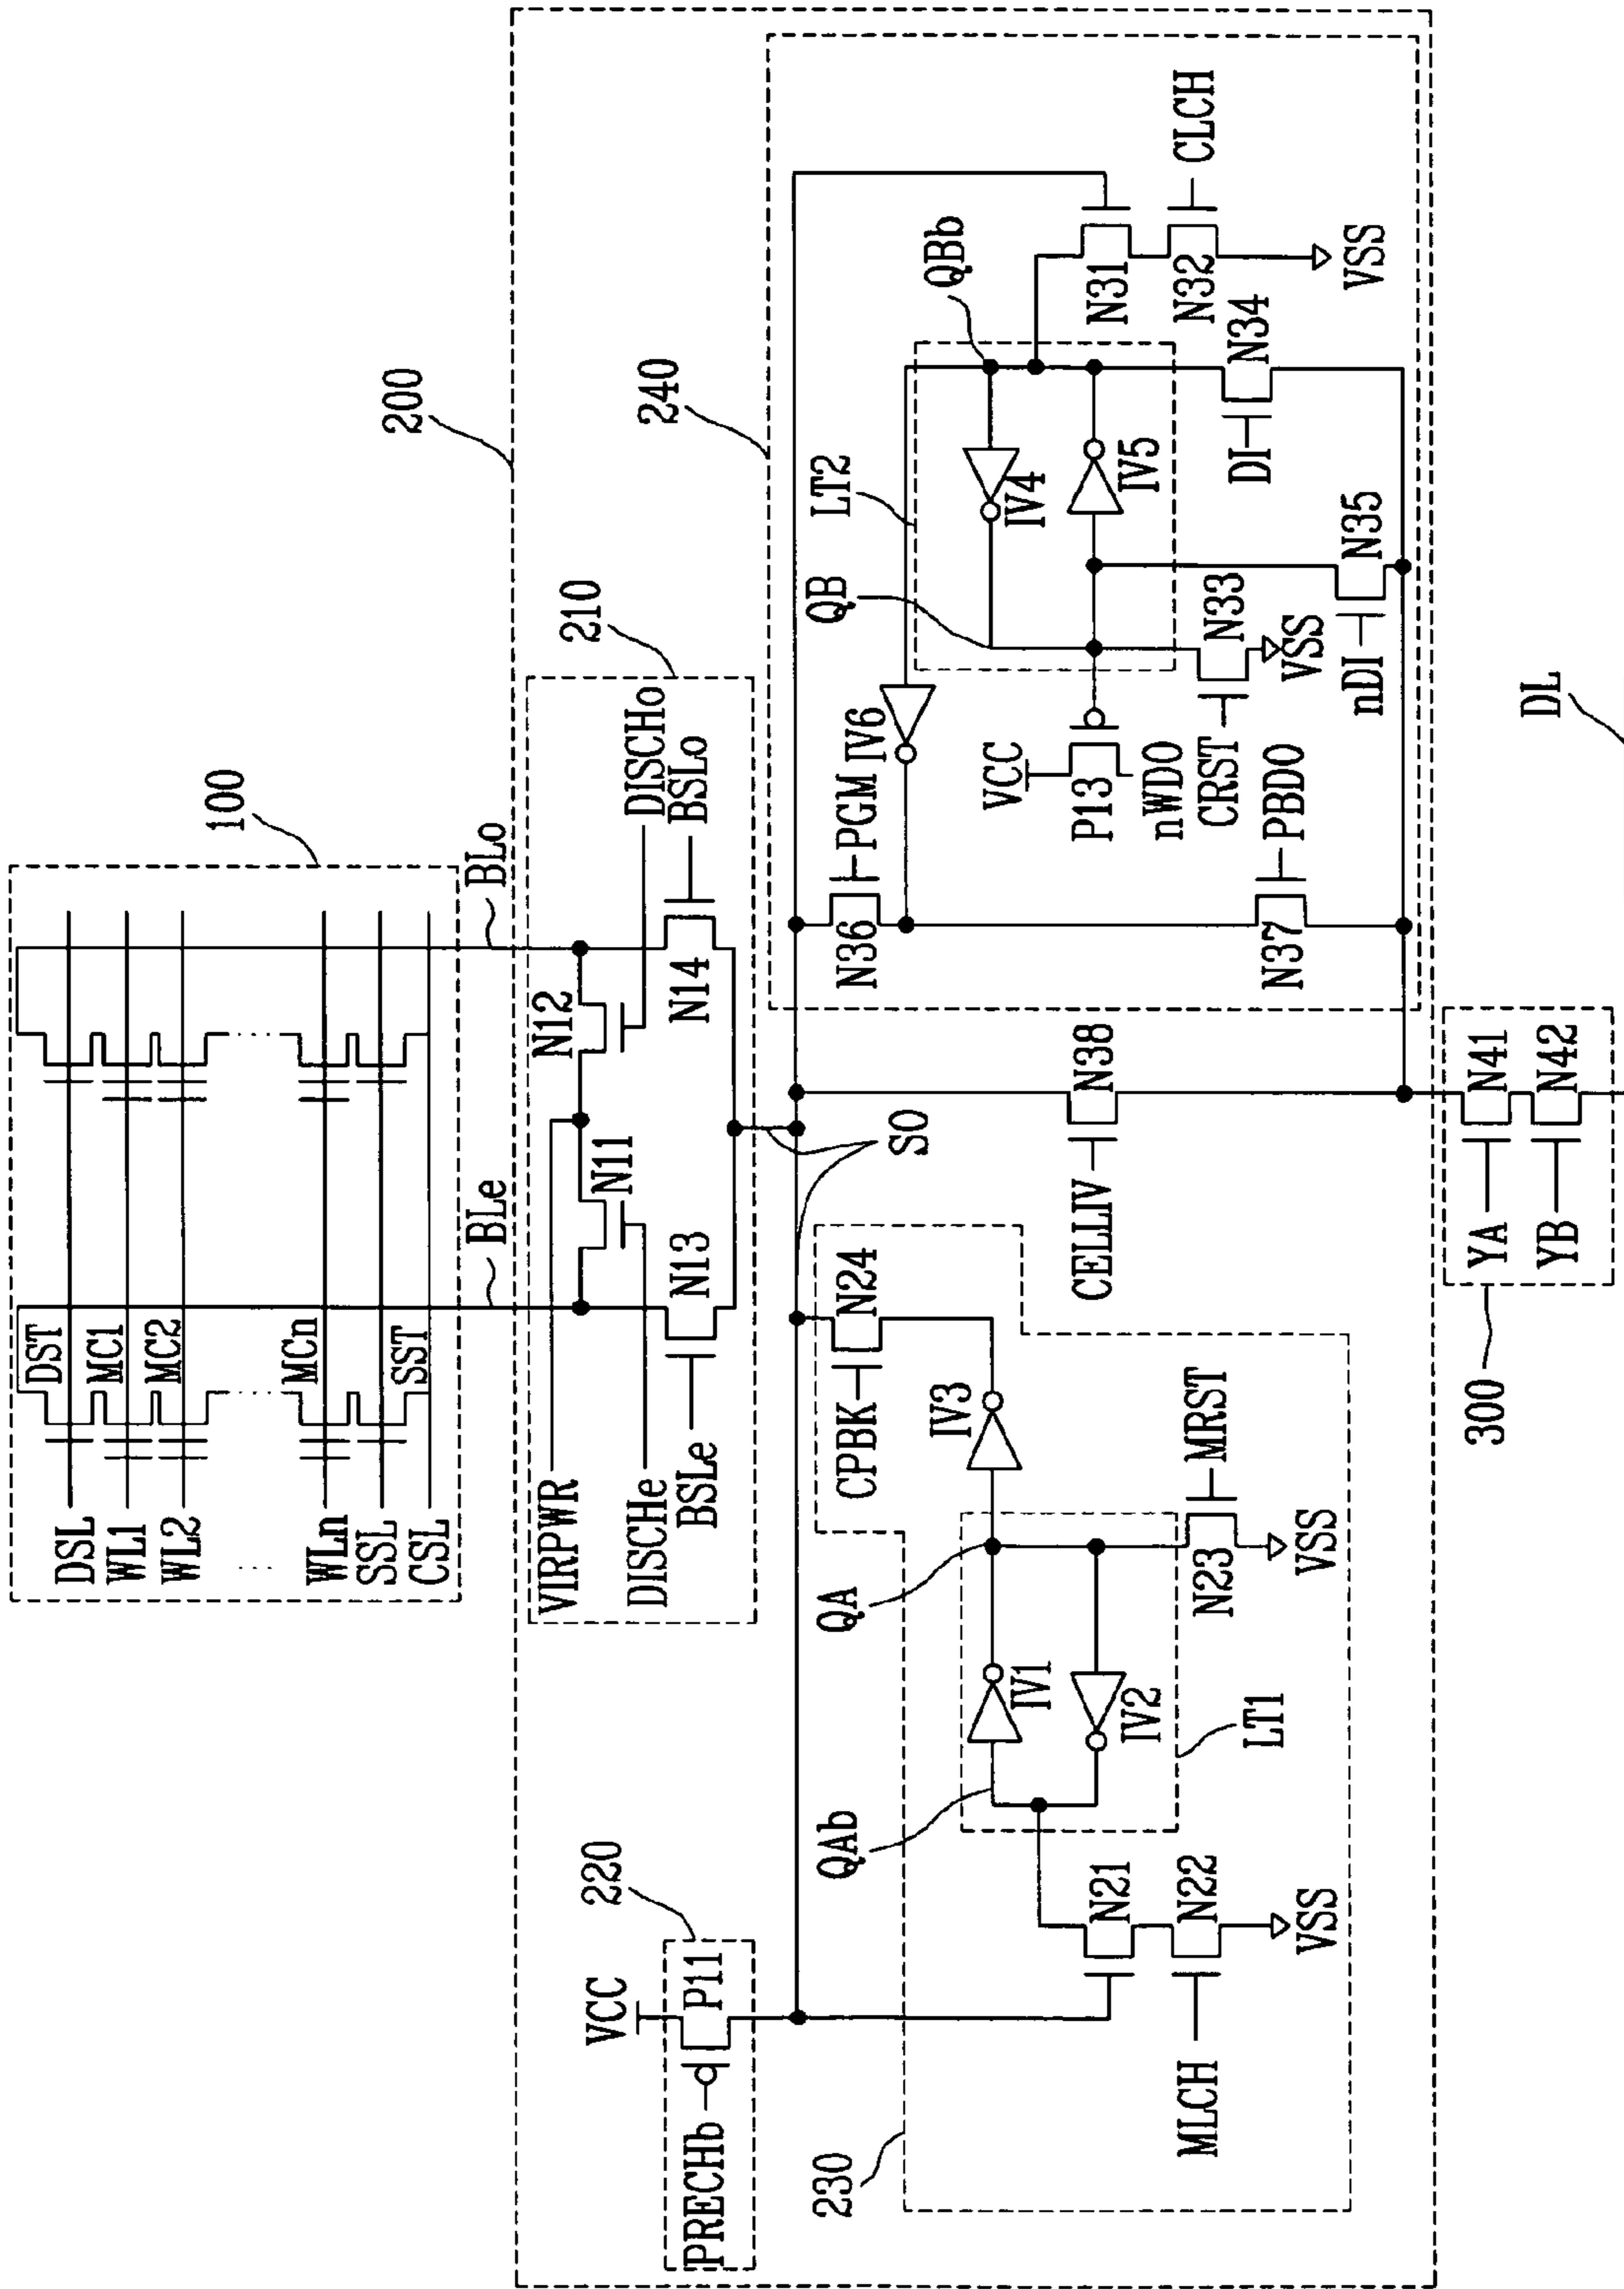 100
DSL
WL1
WL2
WLn
SSL
CSL
DST
MC1
MC2
MCn
SST
BLe
BLo
200
210
VIRPWR
DISCHe
BSLe
N11
N12
N13
N14
DISCHo
BSLo
220
VCC
PRECHb
P11
SO
230
CPBK
N24
IV3
QA
QAb
IV1
IV2
LT1
N21
N22
MLCH
VSS
N23
MRST
VSS
CELLIV
N38
240
N36
PGM
IV6
QB
LT2
QBb
IV4
IV5
VCC
P13
nWDO
CRST
N33
VSS
N31
N32
CLCH
VSS
DI
N34
nDI
N35
N37
PBDO
300
YA
YB
N41
N42
DL